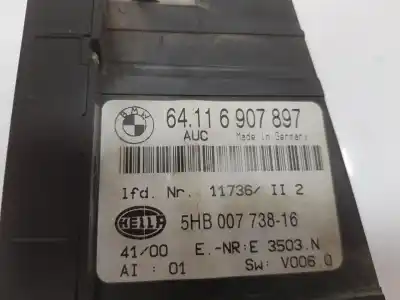 BMW
64.11 6 907 897
AUC Made in Germany
lfd. Nr. 11736/ II 2
HELLA 5HB 007 738-16
41/00 E.-NR:E 3503.N
AI : 01 SW: V006.0